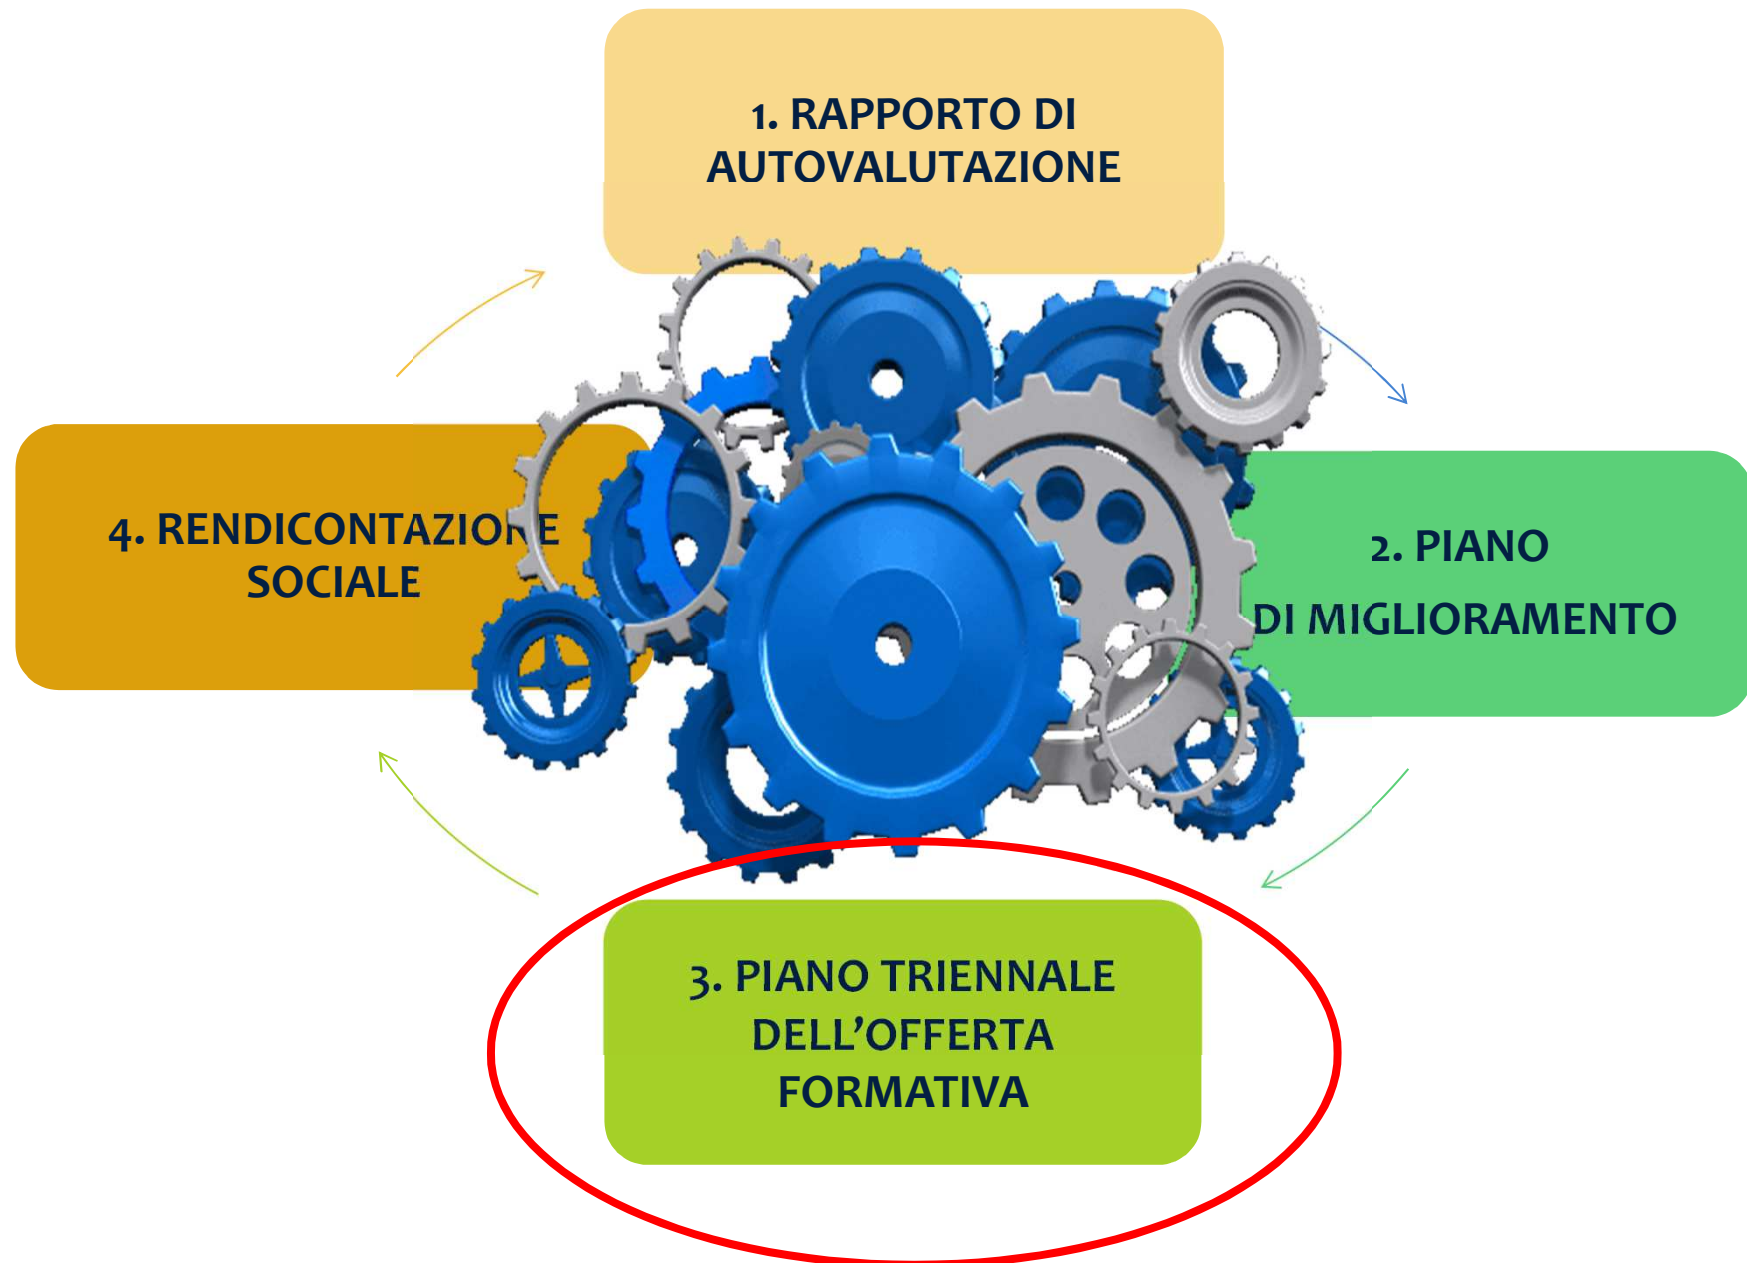 1. RAPPORTO DI
AUTOVALUTAZIONE
2. PIANO
DI MIGLIORAMENTO
3. PIANO TRIENNALE
DELL’OFFERTA
FORMATIVA
4. RENDICONTAZIONE
SOCIALE